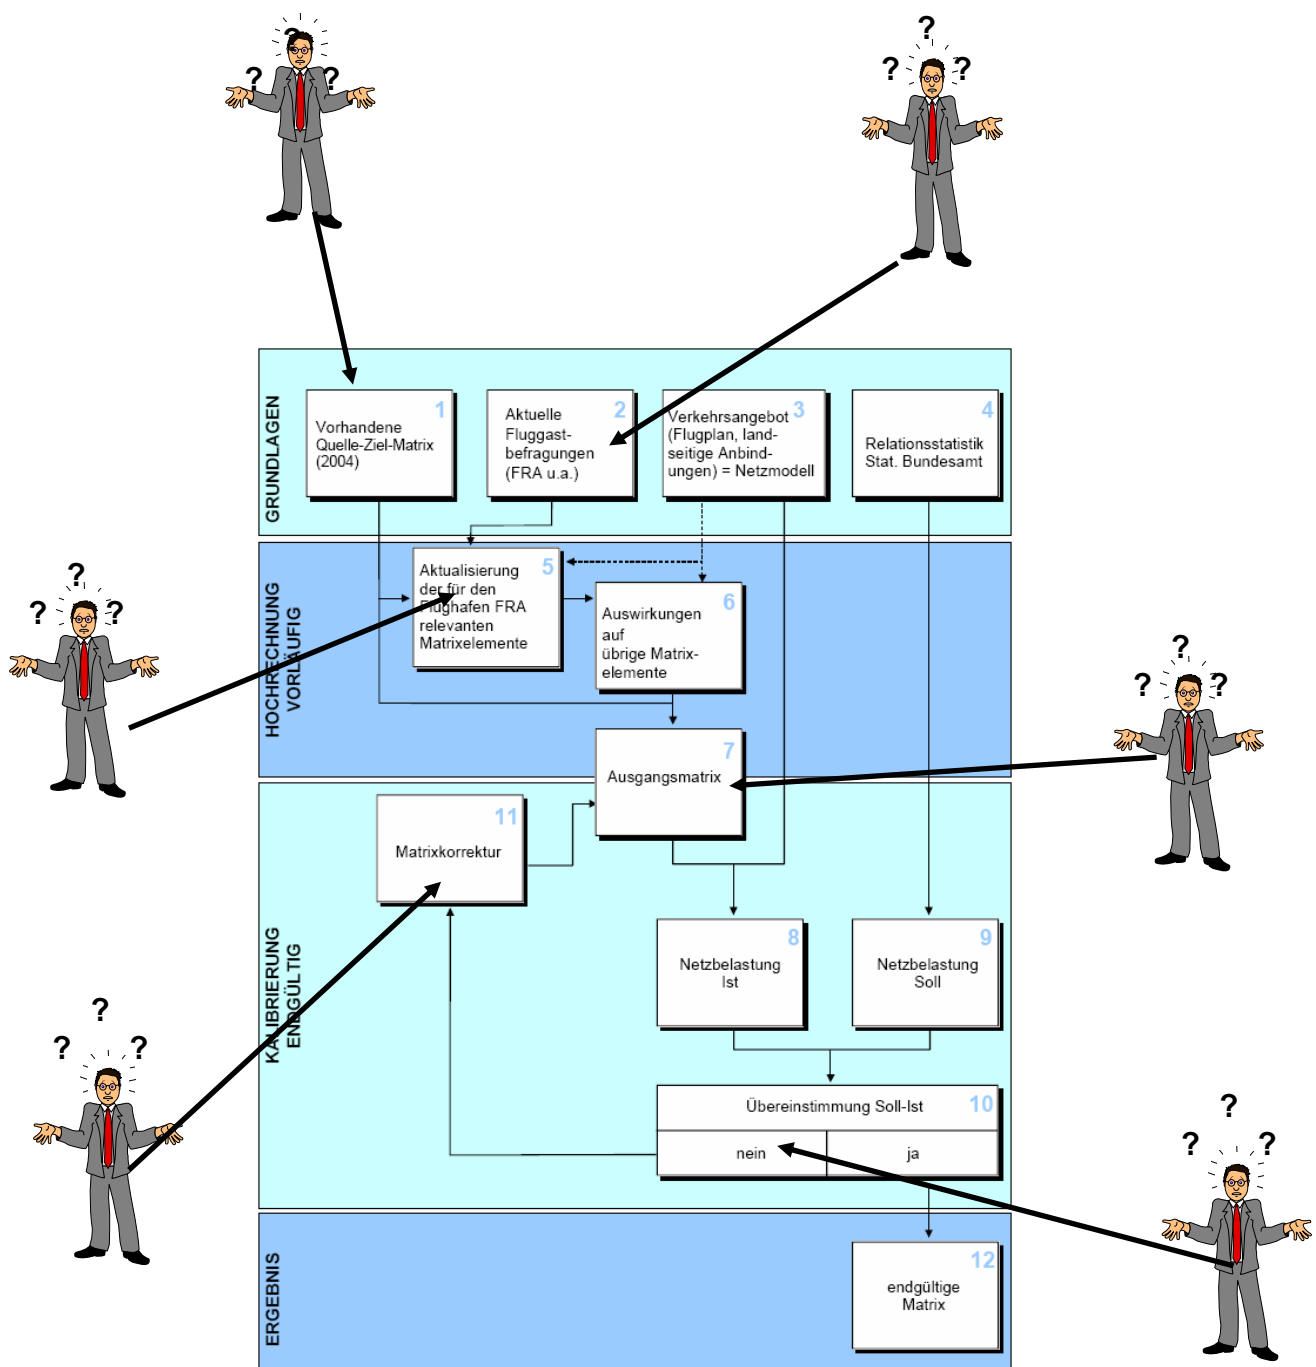 ?
?
?
?
?
?
GRUNDLAGEN
1
Vorhandene
Quelle-Ziel-Matrix
(2004)
2
Aktuelle
Fluggast-
befragungen
(FRA u.a.)
3
Verkehrsangebot
(Flugplan, land-
seitige Anbind-
dungen) = Netzmodell
4
Relationsstatistik
Stat. Bundesamt
HOCHRECHNUNG
VORLÄUFIG
5
Aktualisierung
der für den
Flughafen FRA
relevanten
Matrixelemente
6
Auswirkungen
auf
übrige Matrix-
elemente
7
Ausgangsmatrix
?
?
?
?
?
?
KALIBRIERUNG
ENDGÜLTIG
11
Matrixkorrektur
8
Netzbelastung
Ist
9
Netzbelastung
Soll
10
Übereinstimmung Soll-Ist
nein
ja
?
?
?
?
?
?
ERGEBNIS
12
endgültige
Matrix